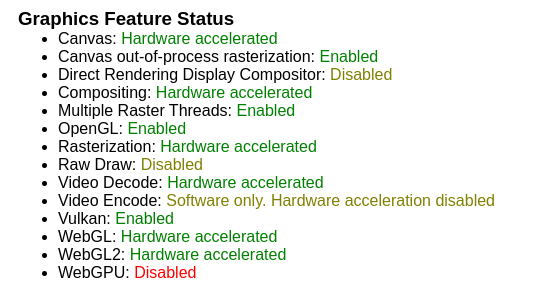 Graphics Feature Status
Canvas: Hardware accelerated
Canvas out-of-process rasterization: Enabled
Direct Rendering Display Compositor: Disabled
Compositing: Hardware accelerated
Multiple Raster Threads: Enabled
OpenGL: Enabled
Rasterization: Hardware accelerated
Raw Draw: Disabled
Video Decode: Hardware accelerated
Video Encode: Software only. Hardware acceleration disabled
Vulkan: Enabled
WebGL: Hardware accelerated
WebGL2: Hardware accelerated
WebGPU: Disabled